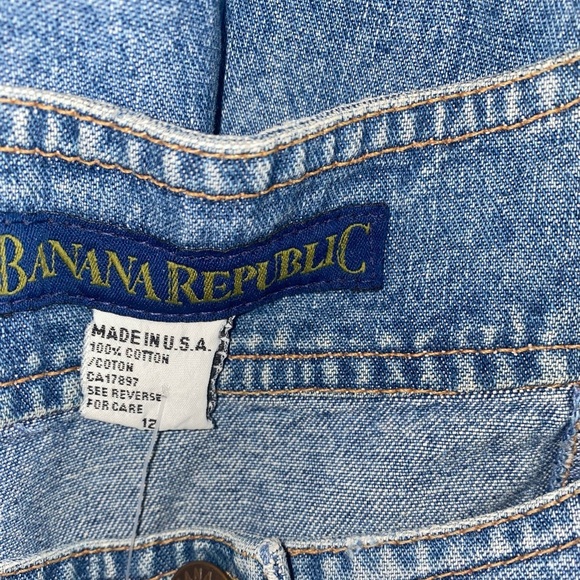 BANANA REPUBLIC
MADE IN U.S.A.
100% COTTON
/COTON
CA17897
SEE REVERSE
FOR CARE
12